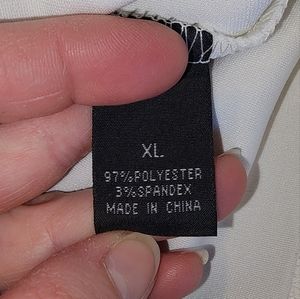 XL
97%POLYESTER
3%SPANDEX
MADE IN CHINA